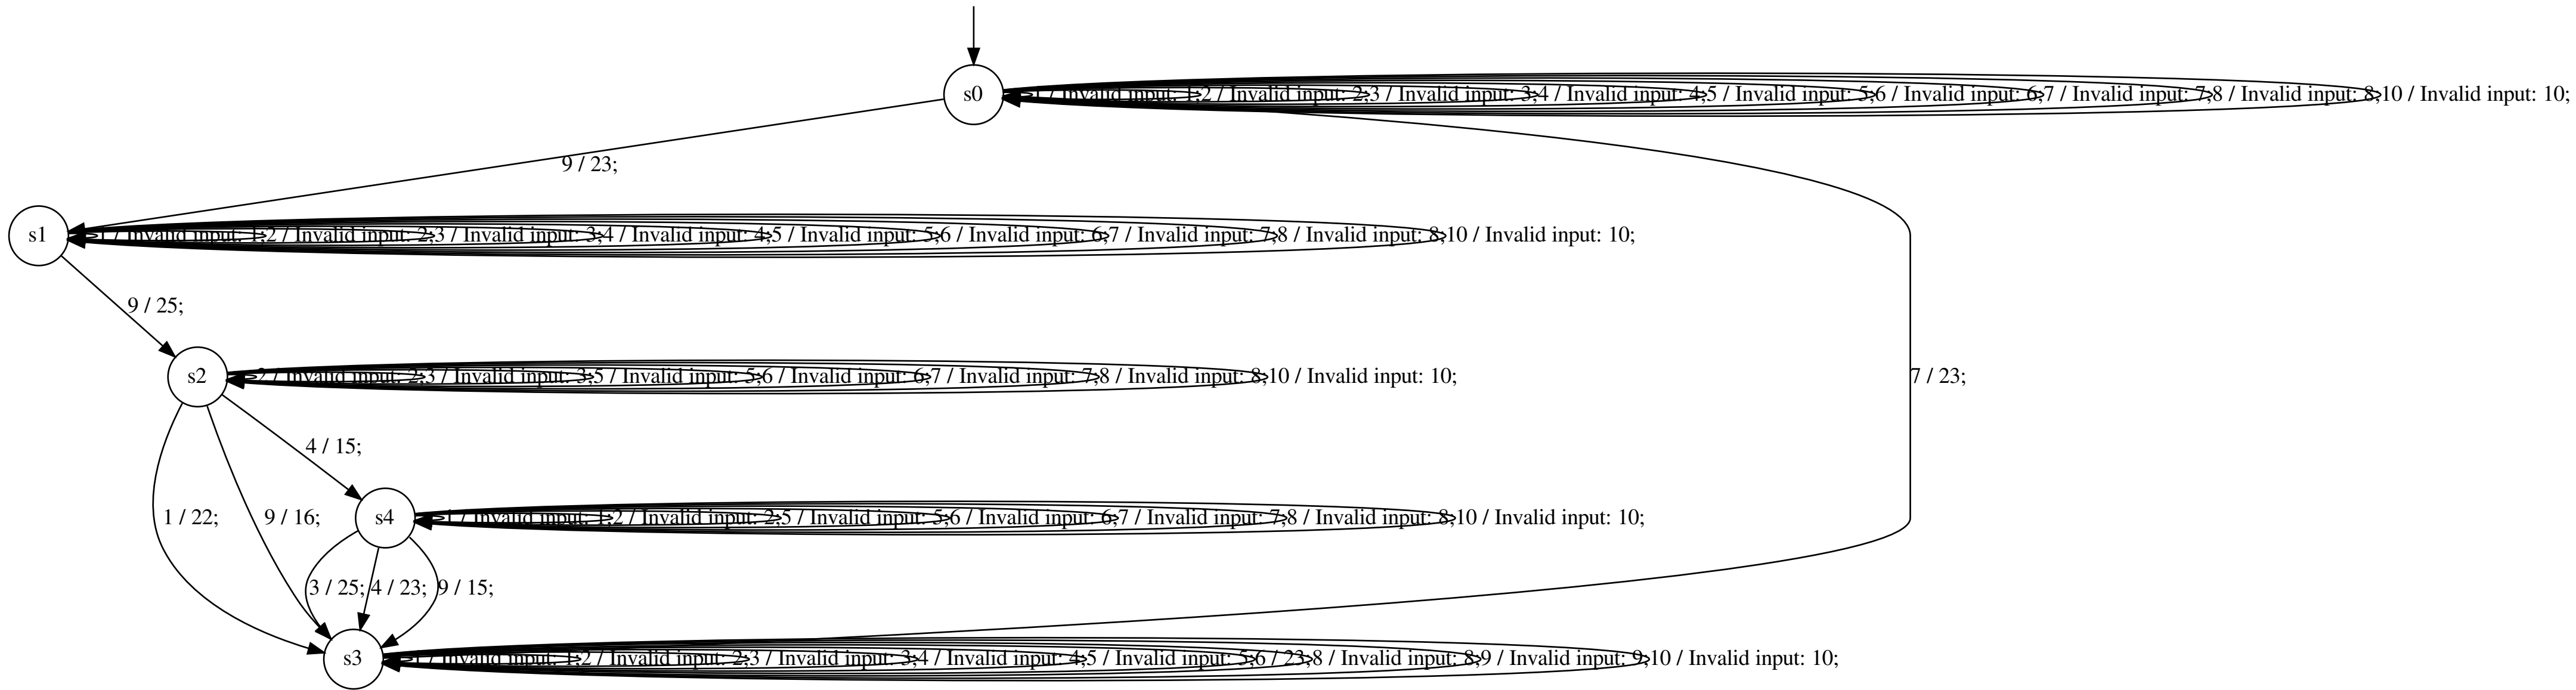 s0 1 / Invalid input: 1; 2 / Invalid input: 2; 3 / Invalid input: 3; 4 / Invalid input: 4; 5 / Invalid input: 5; 6 / Invalid input: 6; 7 / Invalid input: 7; 8 / Invalid input: 8; 10 / Invalid input: 10;
9 / 23;
s1 1 / Invalid input: 1; 2 / Invalid input: 2; 3 / Invalid input: 3; 4 / Invalid input: 4; 5 / Invalid input: 5; 6 / Invalid input: 6; 7 / Invalid input: 7; 8 / Invalid input: 8; 10 / Invalid input: 10;
9 / 25;
s2 2 / Invalid input: 2; 3 / Invalid input: 3; 5 / Invalid input: 5; 6 / Invalid input: 6; 7 / Invalid input: 7; 8 / Invalid input: 8; 10 / Invalid input: 10; 7 / 23;
4 / 15;
1 / 22; 9 / 16; s4 1 / Invalid input: 1; 2 / Invalid input: 2; 5 / Invalid input: 5; 6 / Invalid input: 6; 7 / Invalid input: 7; 8 / Invalid input: 8; 10 / Invalid input: 10;
3 / 25; 4 / 23; 9 / 15;
s3 1 / Invalid input: 1; 2 / Invalid input: 2; 3 / Invalid input: 3; 4 / Invalid input: 4; 5 / Invalid input: 5; 6 / 23; 8 / Invalid input: 8; 9 / Invalid input: 9; 10 / Invalid input: 10;